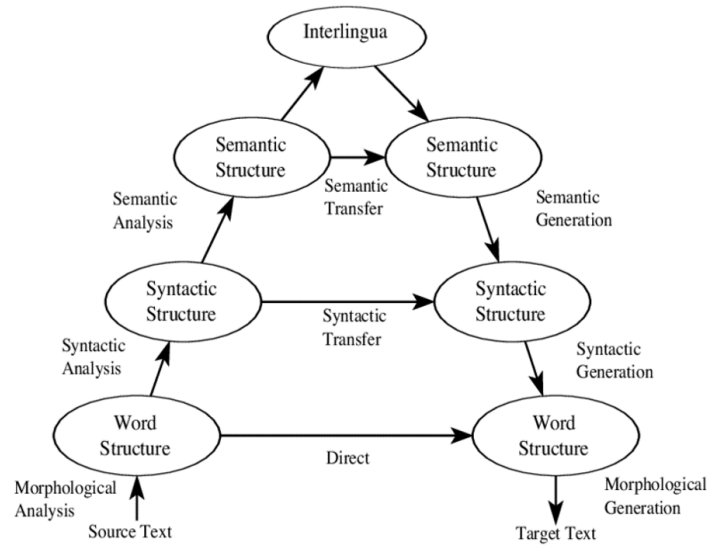 Interlingua
Semantic
Structure
Semantic
Structure
Semantic
Transfer
Semantic
Analysis
Semantic
Generation
Syntactic
Structure
Syntactic
Structure
Syntactic
Transfer
Syntactic
Analysis
Syntactic
Generation
Word
Structure
Word
Structure
Direct
Morphological
Analysis
Morphological
Generation
Source Text
Target Text